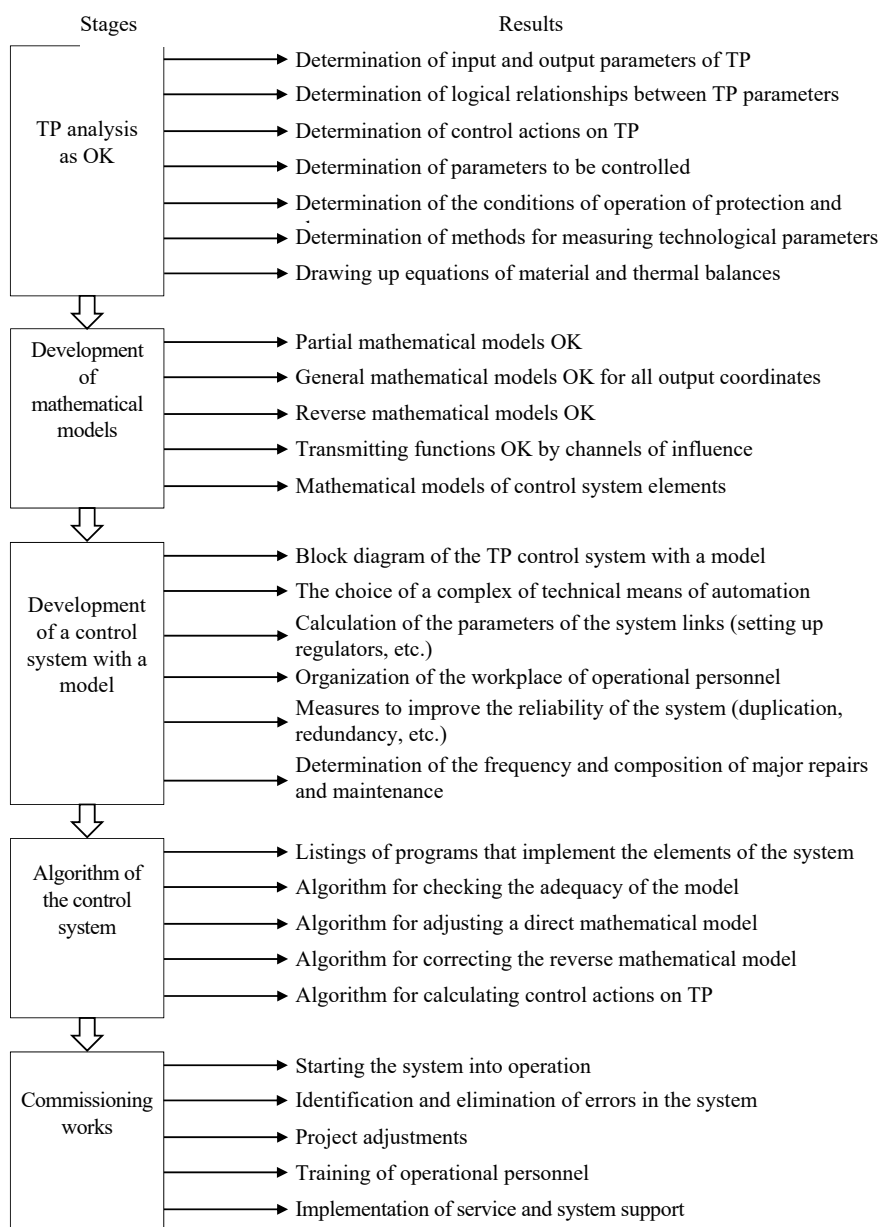 Stages
Results
TP analysis
as OK
Determination of input and output parameters of TP
Determination of logical relationships between TP parameters
Determination of control actions on TP
Determination of parameters to be controlled
Determination of the conditions of operation of protection and
Determination of methods for measuring technological parameters
Drawing up equations of material and thermal balances
Development
of
mathematical
models
Partial mathematical models OK
General mathematical models OK for all output coordinates
Reverse mathematical models OK
Transmitting functions OK by channels of influence
Mathematical models of control system elements
Development
of a control
system with a
model
Block diagram of the TP control system with a model
The choice of a complex of technical means of automation
Calculation of the parameters of the system links (setting up
regulators, etc.)
Organization of the workplace of operational personnel
Measures to improve the reliability of the system (duplication,
redundancy, etc.)
Determination of the frequency and composition of major repairs
and maintenance
Algorithm of
the control
system
Listings of programs that implement the elements of the system
Algorithm for checking the adequacy of the model
Algorithm for adjusting a direct mathematical model
Algorithm for correcting the reverse mathematical model
Algorithm for calculating control actions on TP
Commissioning
works
Starting the system into operation
Identification and elimination of errors in the system
Project adjustments
Training of operational personnel
Implementation of service and system support